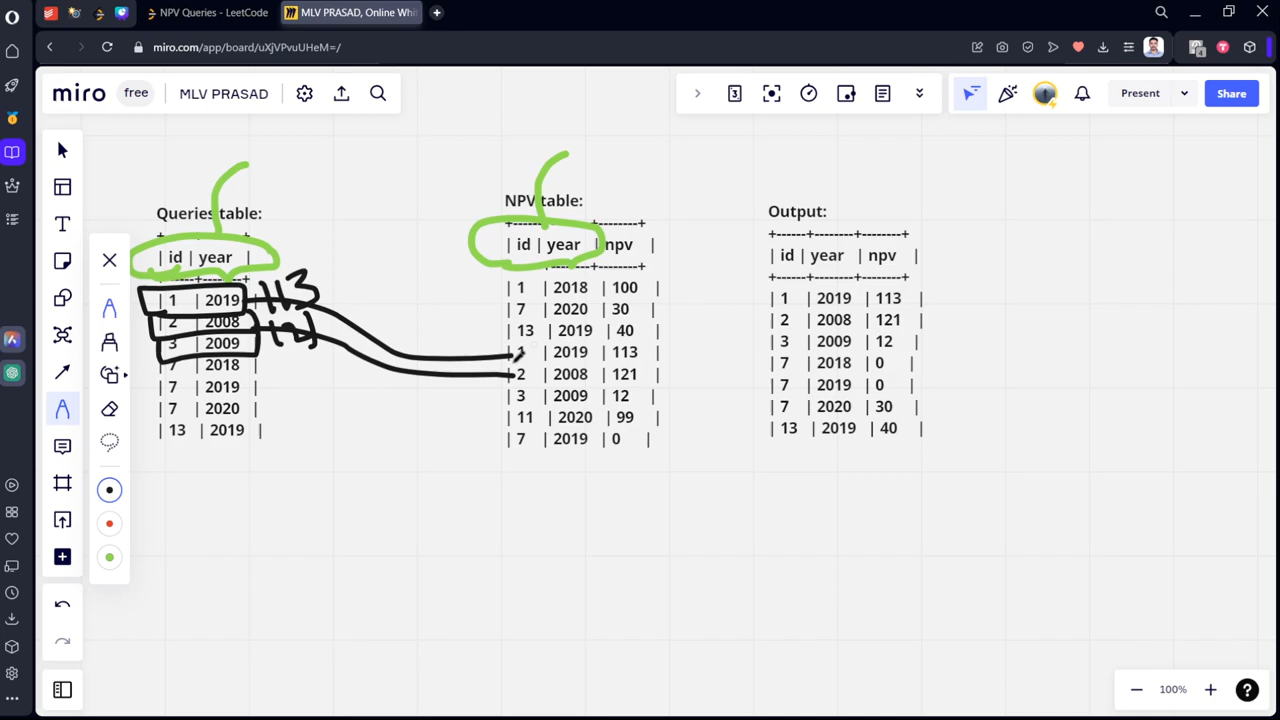 NPV Queries - LeetCode
MLV PRASAD, Online Whi
miro.com/app/board/uXjVPvuUHeM=/
miro
free
MLV PRASAD
3
Present
Share
Queries table:
| id | year |
+------+--------+
| 1 | 2019 |
| 2 | 2008 |
| 3 | 2009 |
| 7 | 2018 |
| 7 | 2019 |
| 7 | 2020 |
| 13 | 2019 |
113
121
NPV table:
+------+--------+--------+
| id | year | npv |
+------+--------+--------+
| 1 | 2018 | 100 |
| 7 | 2020 | 30 |
| 13 | 2019 | 40 |
| 1 | 2019 | 113 |
| 2 | 2008 | 121 |
| 3 | 2009 | 12 |
| 11 | 2020 | 99 |
| 7 | 2019 | 0 |
Output:
+------+--------+--------+
| id | year | npv |
+------+--------+--------+
| 1 | 2019 | 113 |
| 2 | 2008 | 121 |
| 3 | 2009 | 12 |
| 7 | 2018 | 0 |
| 7 | 2019 | 0 |
| 7 | 2020 | 30 |
| 13 | 2019 | 40 |
100%